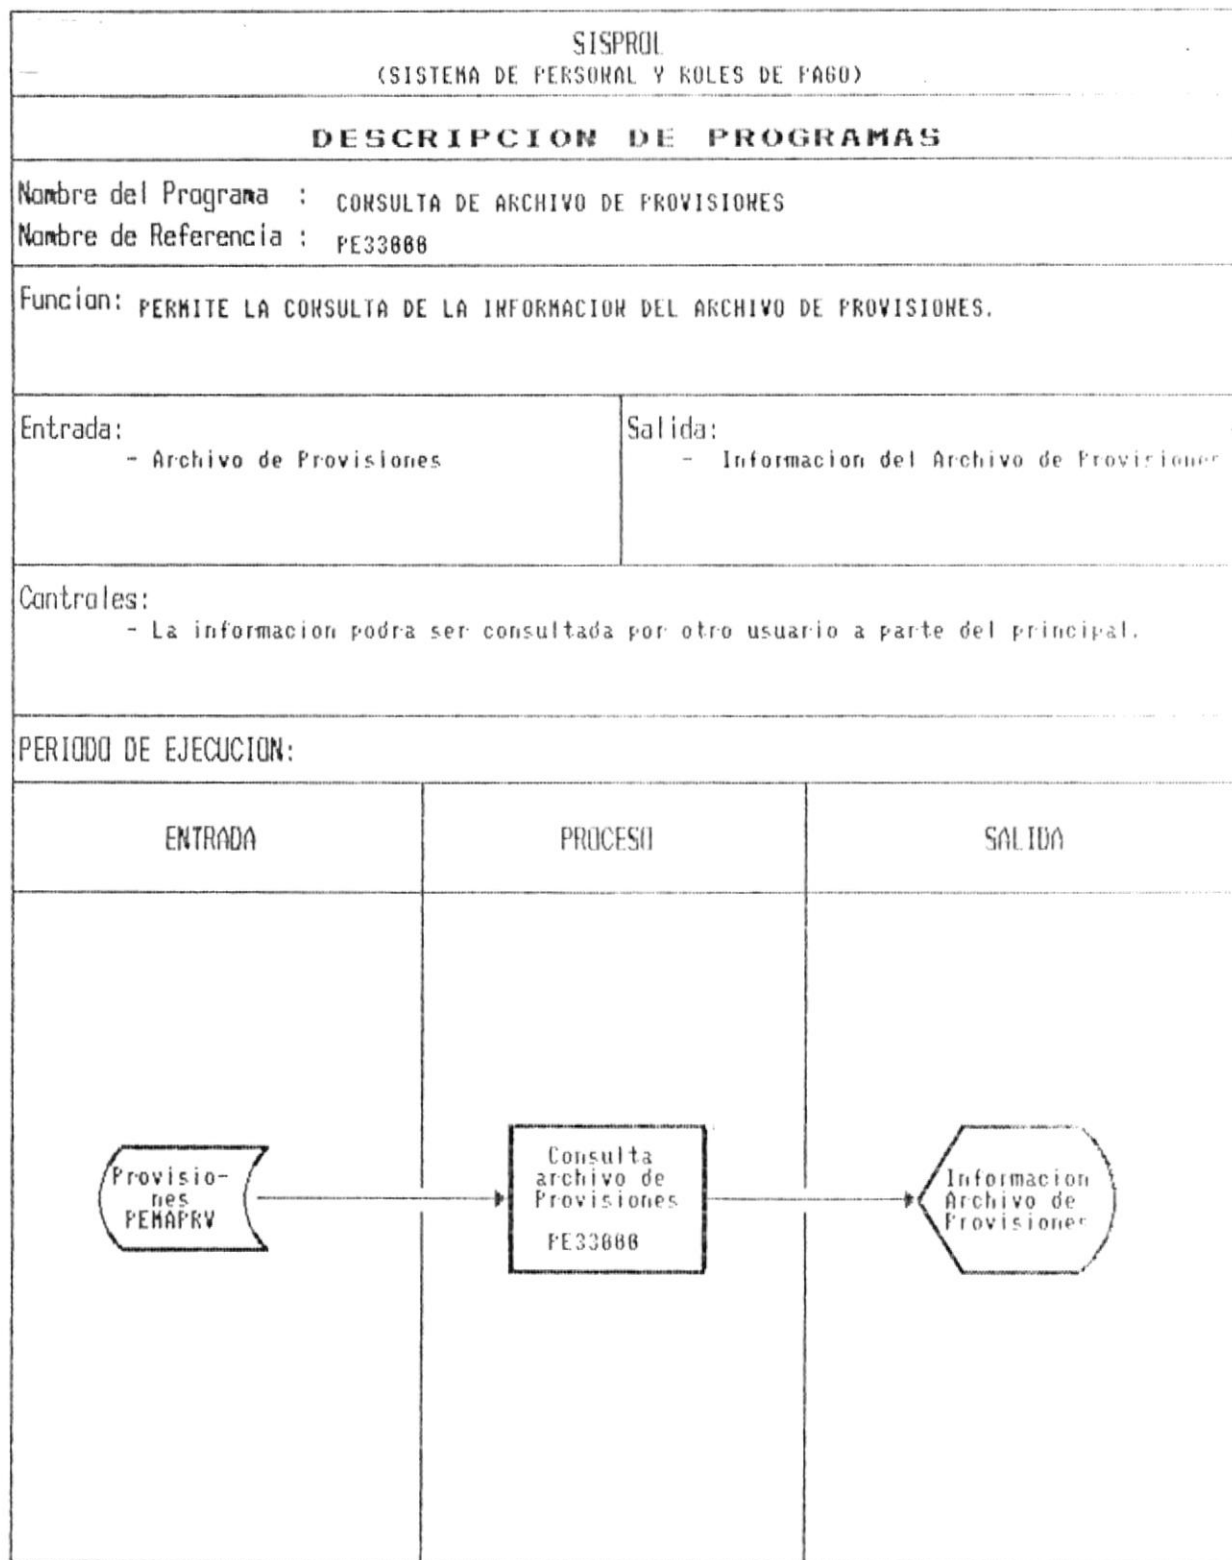 SISPROL
(SISTEMA DE PERSONAL Y ROLES DE PAGO)
DESCRIPCION DE PROGRAMAS
Nombre del Programa : CONSULTA DE ARCHIVO DE PROVISIONES
Nombre de Referencia : PE33000
Funcion: PERMITE LA CONSULTA DE LA INFORMACION DEL ARCHIVO DE PROVISIONES.
Entrada:
- Archivo de Provisiones
Salida:
- Informacion del Archivo de Provisiones
Controles:
- La informacion podra ser consultada por otro usuario a parte del principal.
PERIODO DE EJECUCION:
ENTRADA
PROCESO
SALIDA
Provisio-
nes
PEMAPRV
Consulta
archivo de
Provisiones
PE33000
Informacion
Archivo de
Provisiones